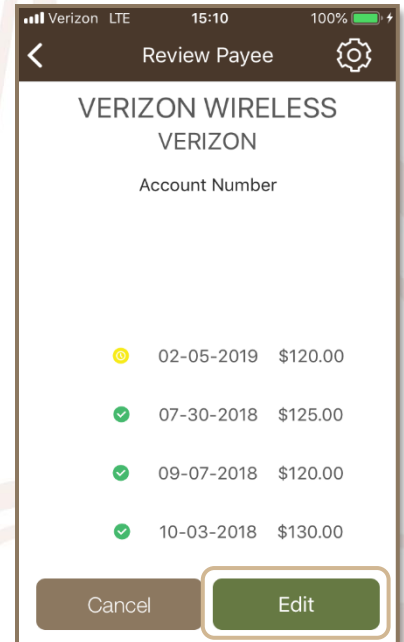 Verizon LTE 15:10 100%
Review Payee
VERIZON WIRELESS
VERIZON
Account Number
02-05-2019 $120.00
07-30-2018 $125.00
09-07-2018 $120.00
10-03-2018 $130.00
Cancel Edit